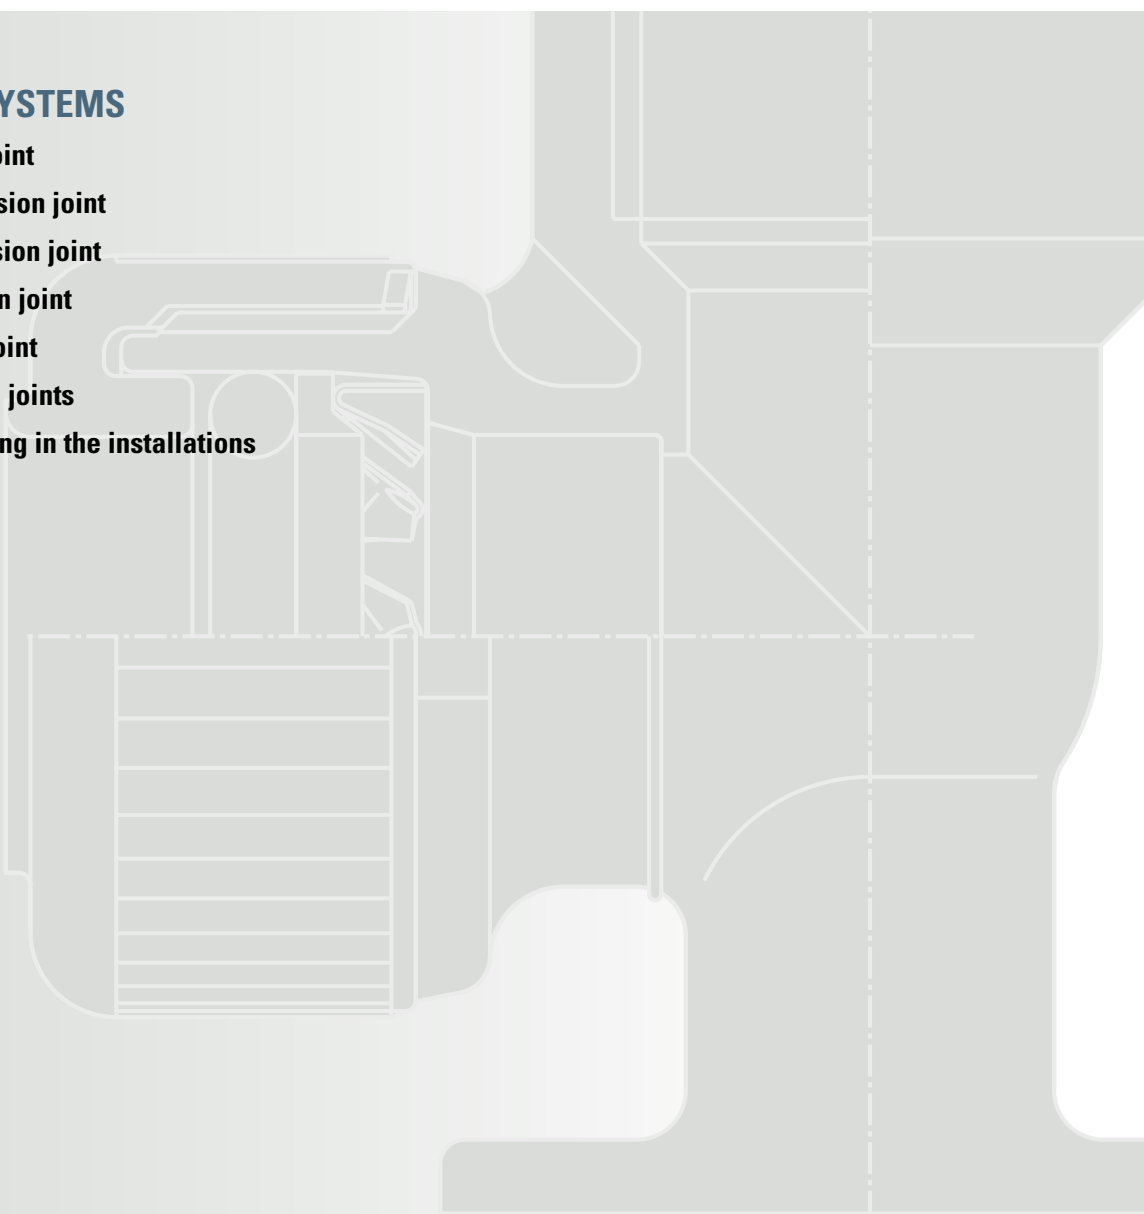 YSTEMS
oint
sion joint
sion joint
n joint
oint
joints
ng in the installations